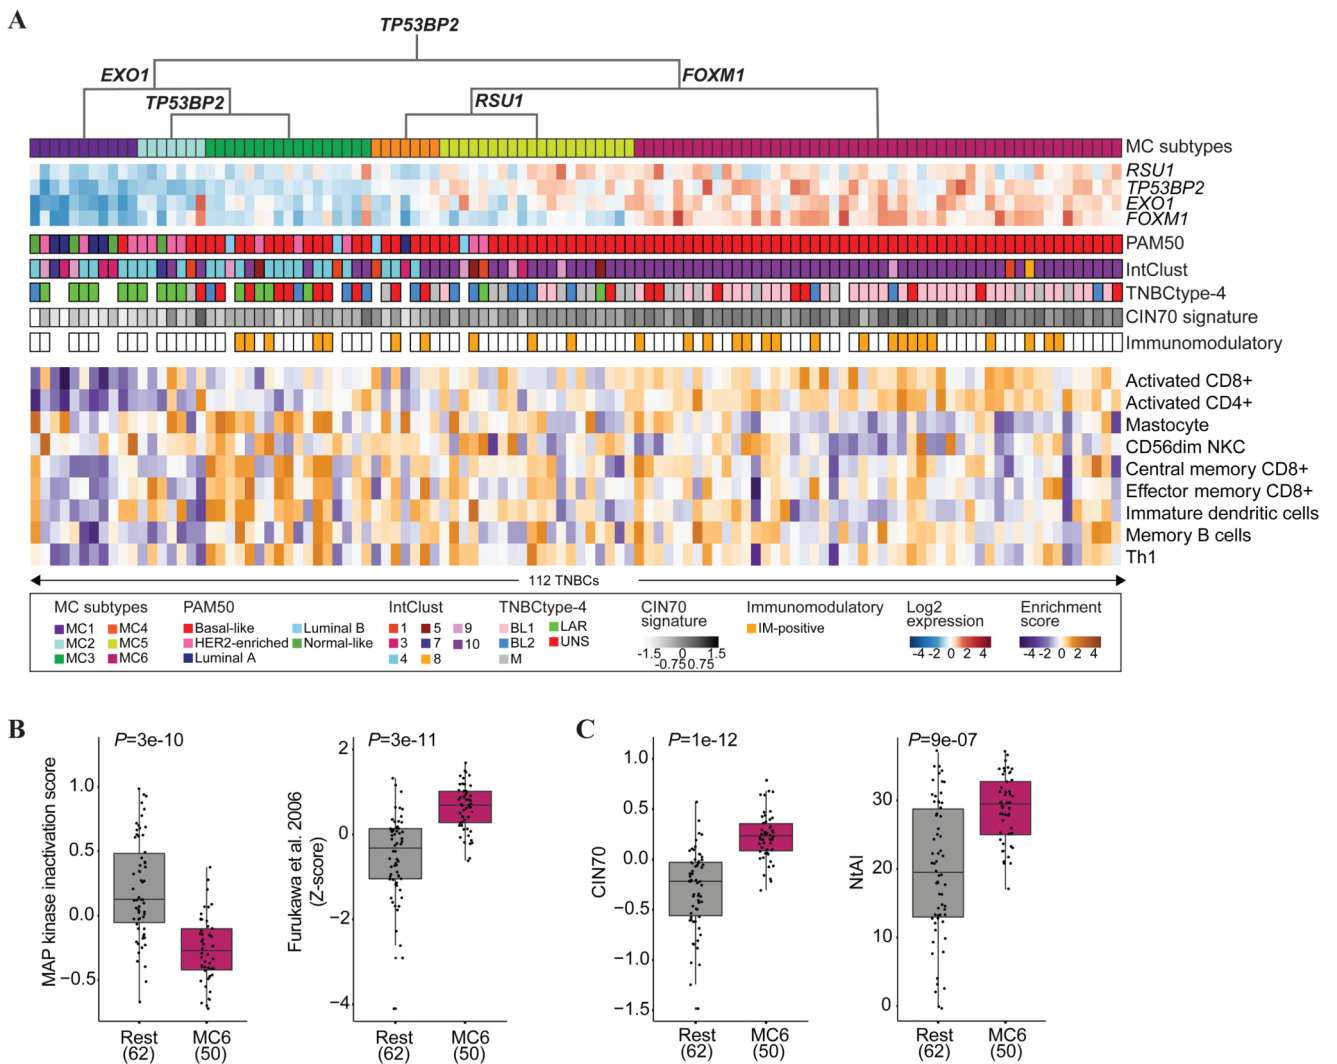 A
TP53BP2
EXO1
FOXM1
TP53BP2
RSU1
MC subtypes
RSU1
TP53BP2
EXO1
FOXM1
PAM50
IntClust
TNBCtype-4
CIN70 signature
Immunomodulatory
Activated CD8+
Activated CD4+
Mastocyte
CD56dim NKC
Central memory CD8+
Effector memory CD8+
Immature dendritic cells
Memory B cells
Th1
112 TNBCs
MC subtypes
MC1
MC4
MC2
MC5
MC3
MC6
PAM50
Basal-like
Luminal B
HER2-enriched
Normal-like
Luminal A
IntClust
1
5
9
3
7
10
4
8
TNBCtype-4
BL1
LAR
BL2
UNS
M
CIN70
signature
-1.5 0 1.5
-0.75 0.75
Immunomodulatory
IM-positive
Log2
expression
-4 -2 0 2 4
Enrichment
score
-4 -2 0 2 4
B
P=3e-10
MAP kinase inactivation score
1.0
0.5
0.0
−0.5
Rest
(62)
MC6
(50)
P=3e-11
Furukawa et al. 2006
(Z-score)
2
0
−2
−4
Rest
(62)
MC6
(50)
C
P=1e-12
CIN70
1.0
0.5
0.0
−0.5
−1.0
−1.5
Rest
(62)
MC6
(50)
P=9e-07
NtAI
30
20
10
0
Rest
(62)
MC6
(50)